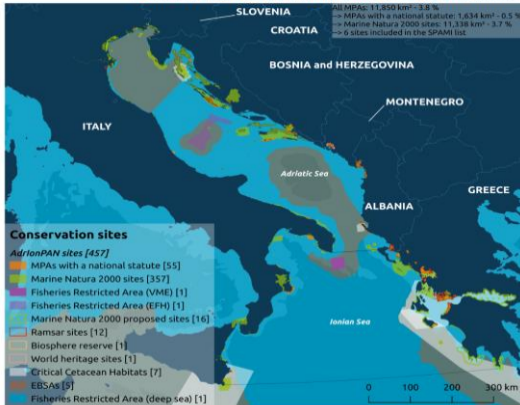 SLOVENIA
CROATIA
All MPAs: 11,850 km² - 3.8 %
--> MPAs with a national statute: 1,634 km² - 0.5 %
--> Marine Natura 2000 sites: 11,338 km² - 3.7 %
--> 6 sites included in the SPAMI list
BOSNIA and HERZEGOVINA
MONTENEGRO
ITALY
Adriatic Sea
GREECE
ALBANIA
Conservation sites
AdrionPAN sites [457]
MPAs with a national statute [55]
Marine Natura 2000 sites [357]
Fisheries Restricted Area (VME) [1]
Fisheries Restricted Area (EFH) [1]
Marine Natura 2000 proposed sites [16]
Ramsar sites [12]
Biosphere reserve [1]
World heritage sites [1]
Critical Cetacean Habitats [7]
EBSAs [5]
Fisheries Restricted Area (deep sea) [1]
Ionian Sea
0 100 200 300 km